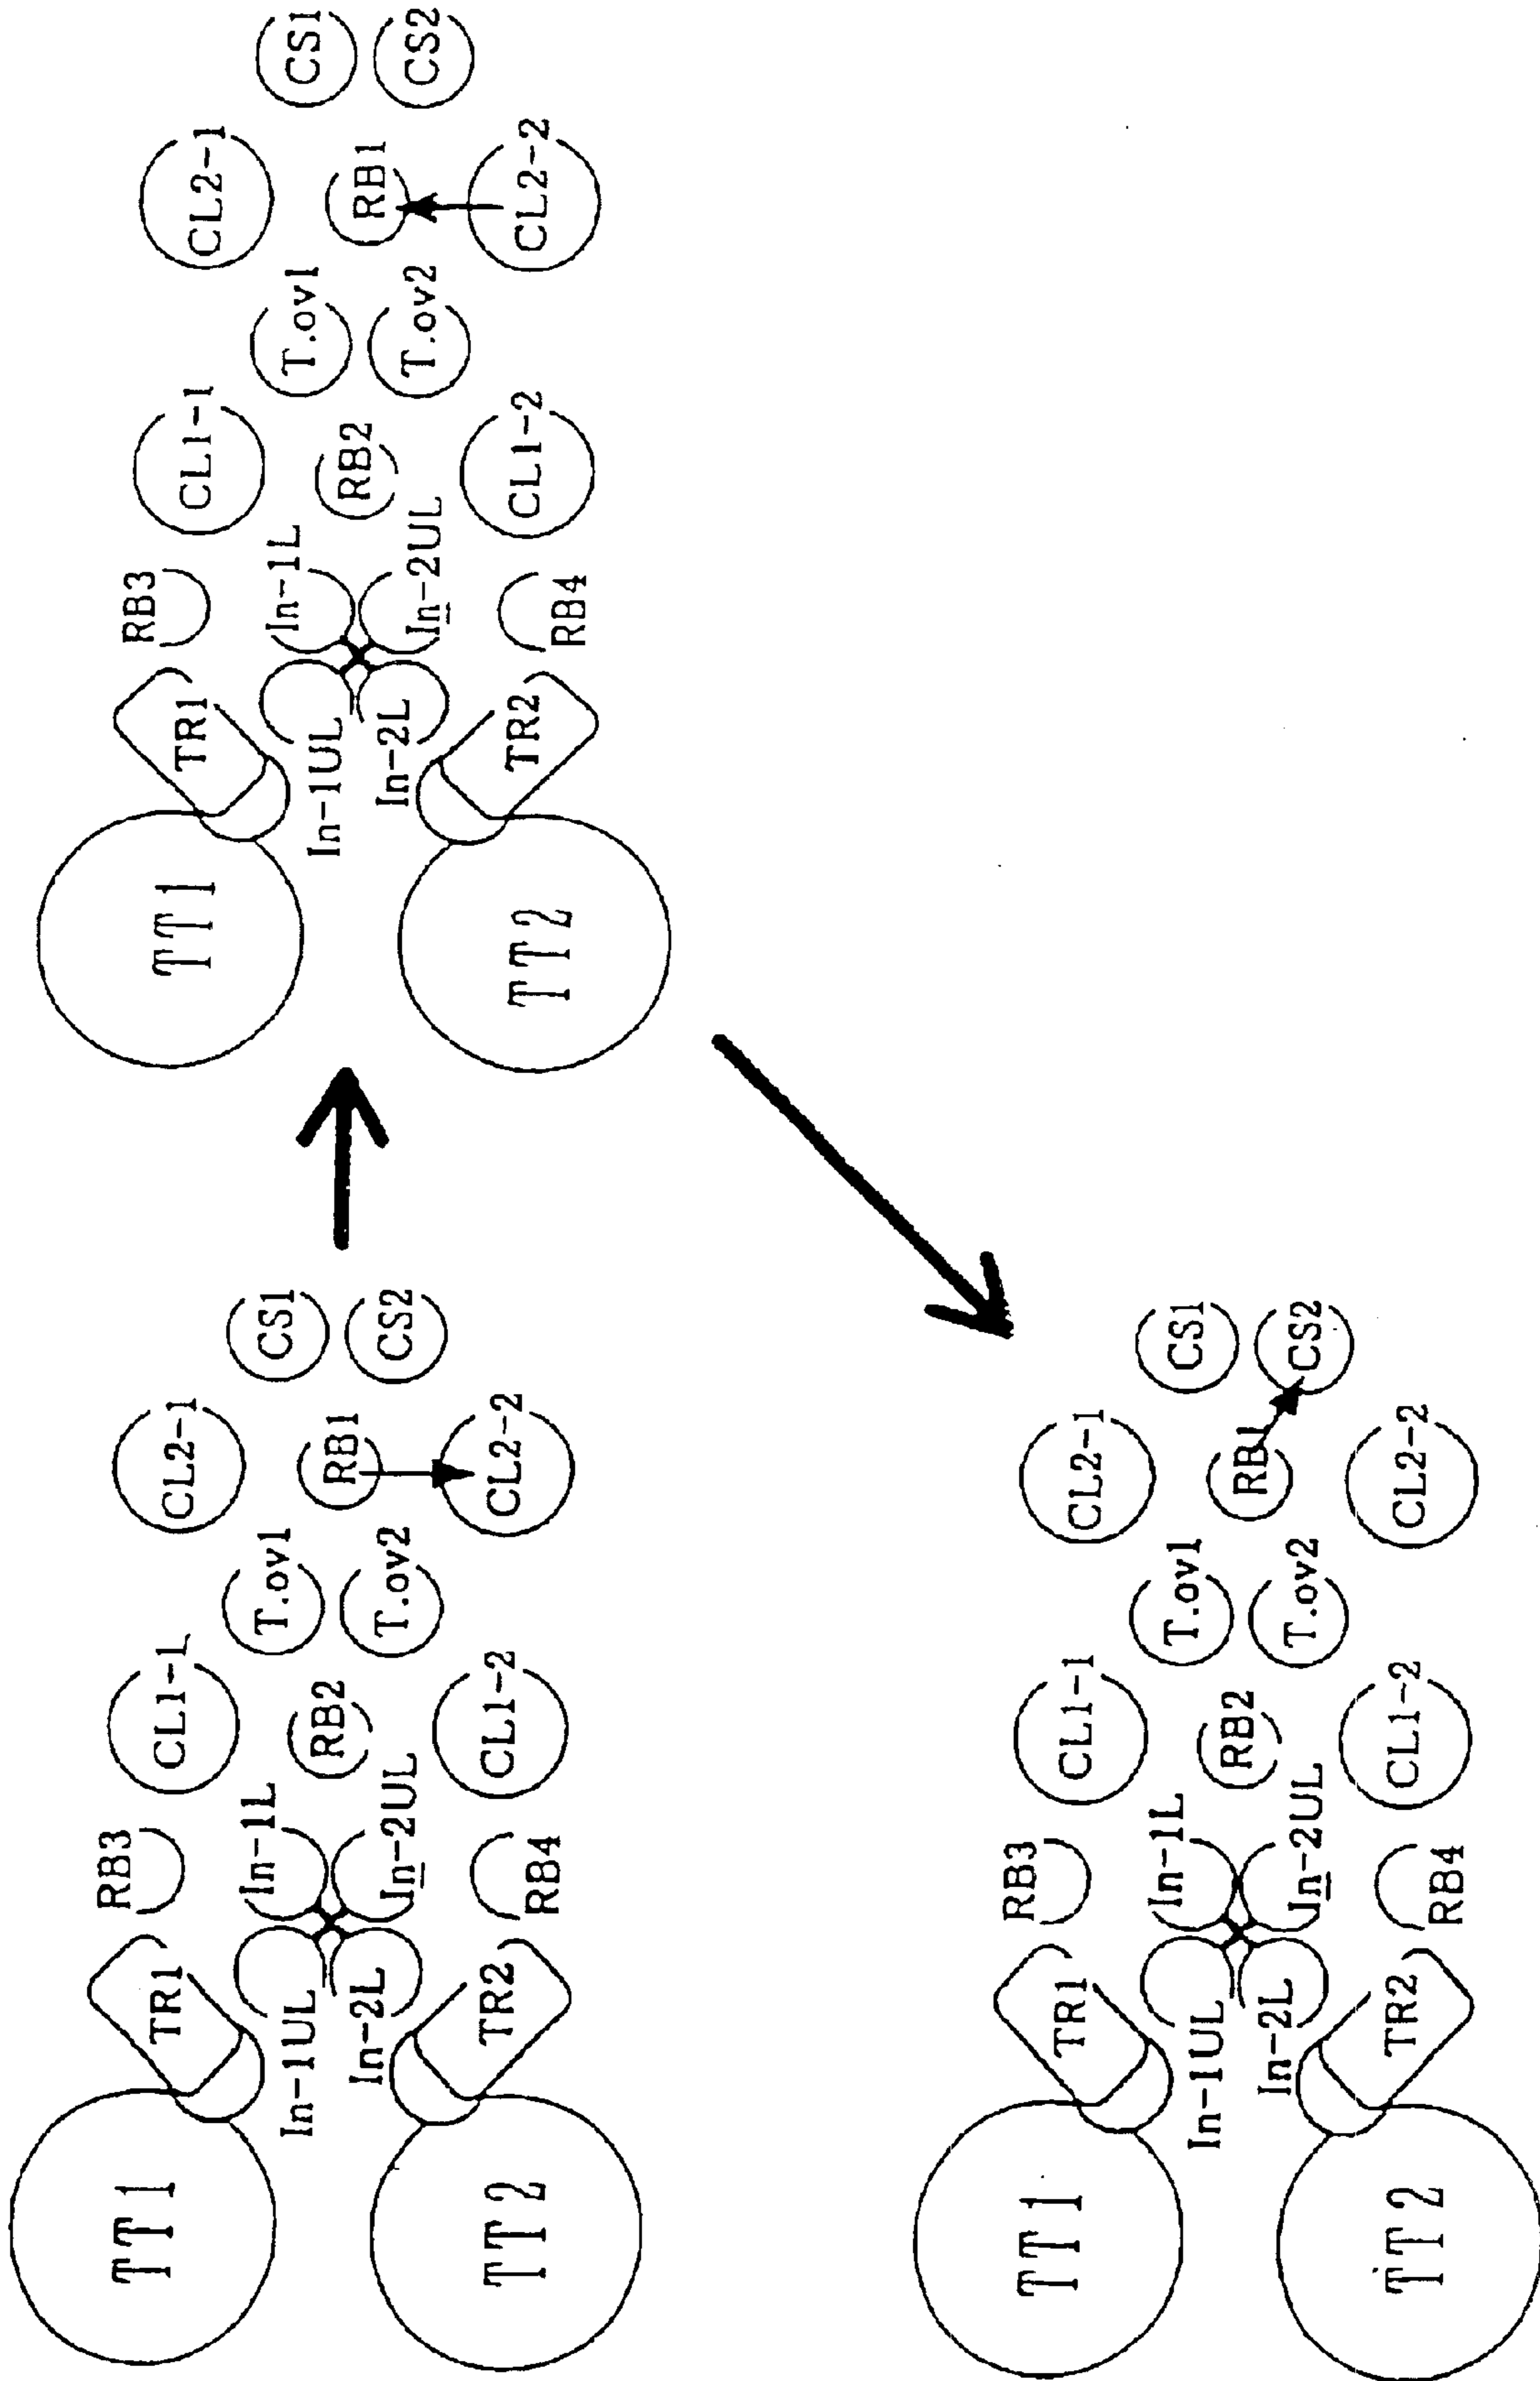 RB3
TR1
CL1-1
CL2-1
TT1
In-1L
T.ov1
CS1
In-1UL
RB2
RB1
In-2L
In-2UL
T.ov2
CS2
TT2
TR2
CL1-2
CL2-2
RB4
RB3
TR1
CL1-1
CL2-1
TT1
In-1L
T.ov1
CS1
In-1UL
RB2
RB1
In-2L
In-2UL
T.ov2
CS2
TT2
TR2
CL1-2
CL2-2
RB4
RB3
TR1
CL1-1
CL2-1
TT1
In-1L
T.ov1
CS1
In-1UL
RB2
RB1
In-2L
In-2UL
T.ov2
CS2
TT2
TR2
CL1-2
CL2-2
RB4